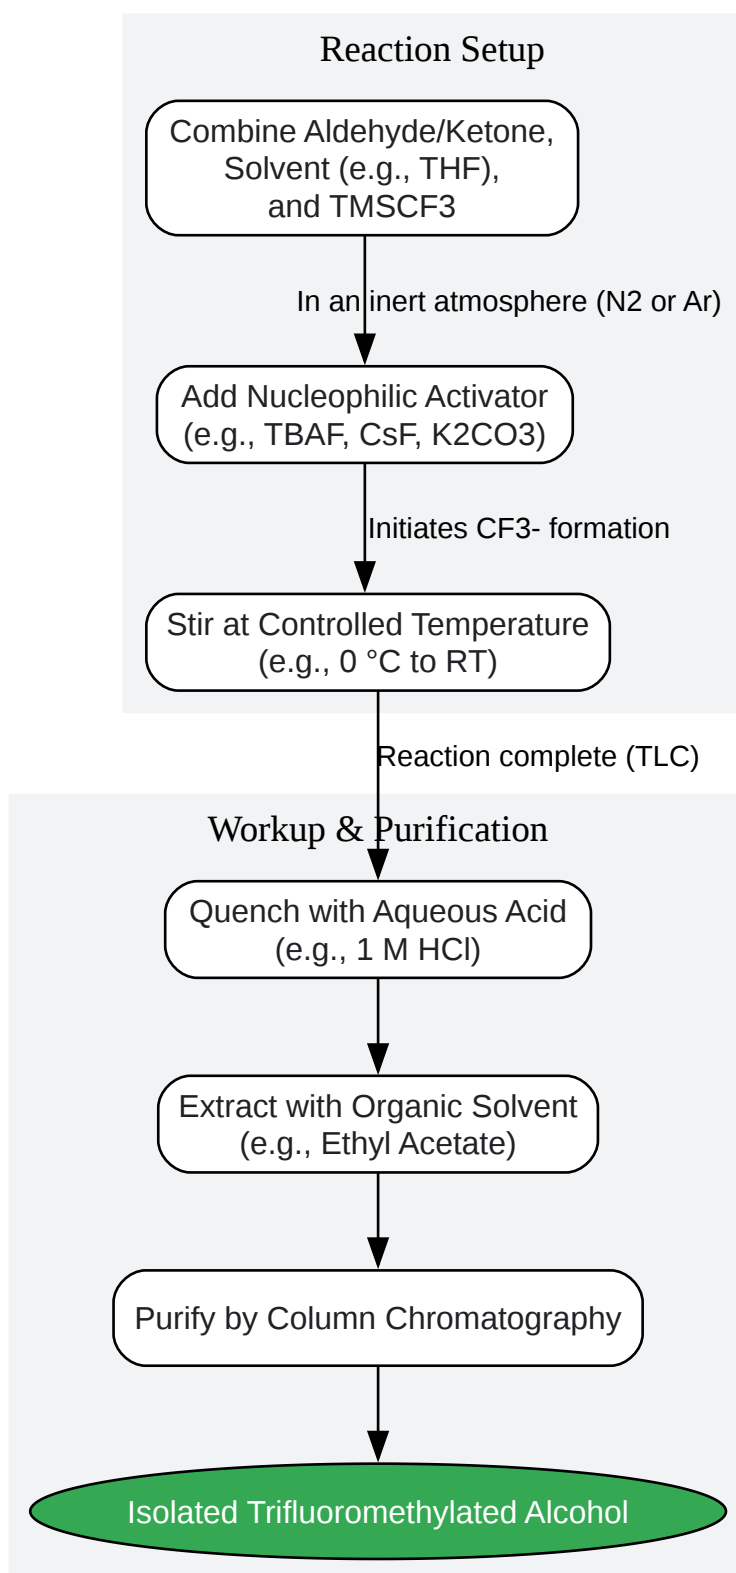 Reaction Setup
Combine Aldehyde/Ketone,
Solvent (e.g., THF),
and TMSCF3
In an inert atmosphere (N2 or Ar)
Add Nucleophilic Activator
(e.g., TBAF, CsF, K2CO3)
Initiates CF3- formation
Stir at Controlled Temperature
(e.g., 0 °C to RT)
Reaction complete (TLC)
Workup & Purification
Quench with Aqueous Acid
(e.g., 1 M HCl)
Extract with Organic Solvent
(e.g., Ethyl Acetate)
Purify by Column Chromatography
Isolated Trifluoromethylated Alcohol